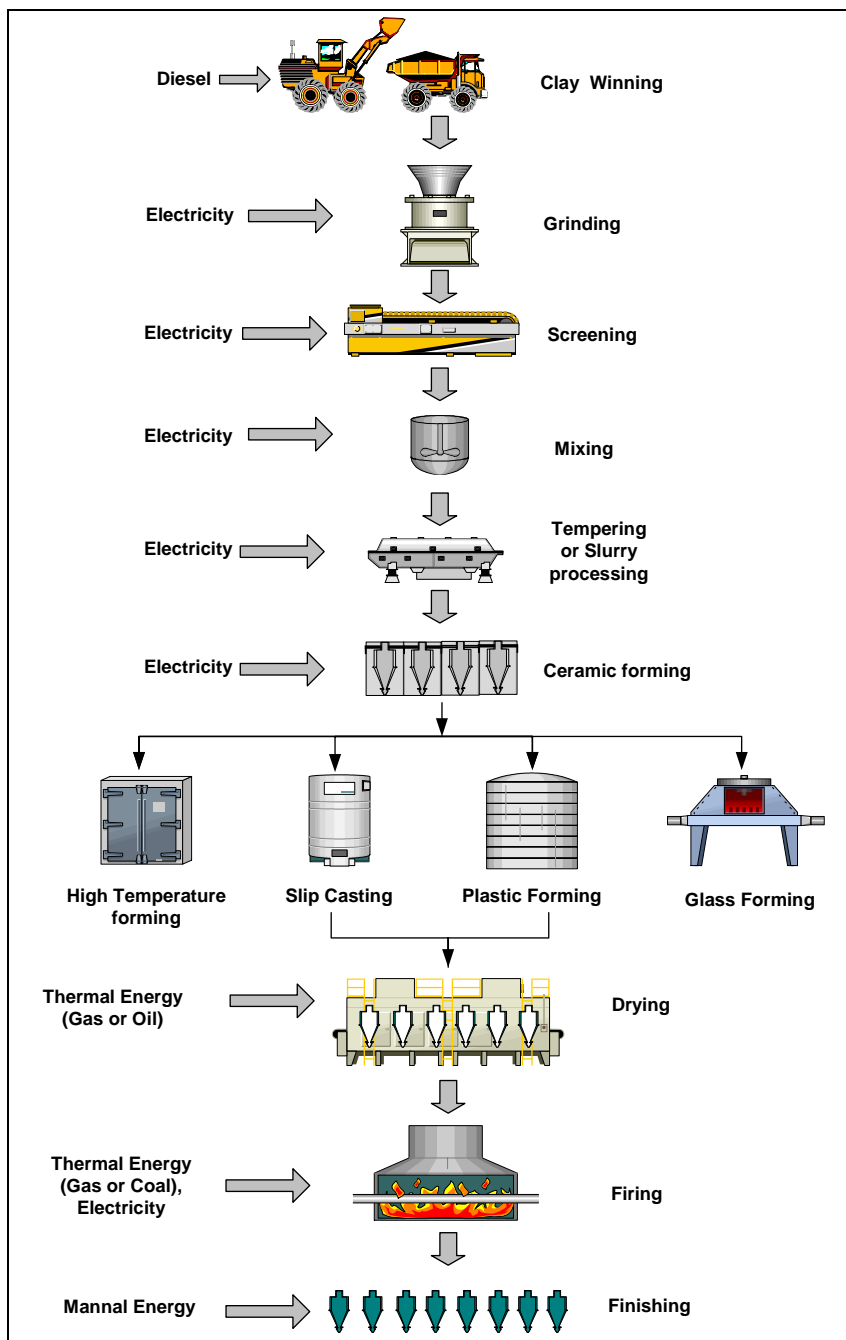 Diesel
Clay Winning
Electricity
Grinding
Electricity
Screening
Electricity
Mixing
Electricity
Tempering
or Slurry
processing
Electricity
Ceramic forming
High Temperature
forming
Slip Casting
Plastic Forming
Glass Forming
Thermal Energy
(Gas or Oil)
Drying
Thermal Energy
(Gas or Coal),
Electricity
Firing
Mannal Energy
Finishing